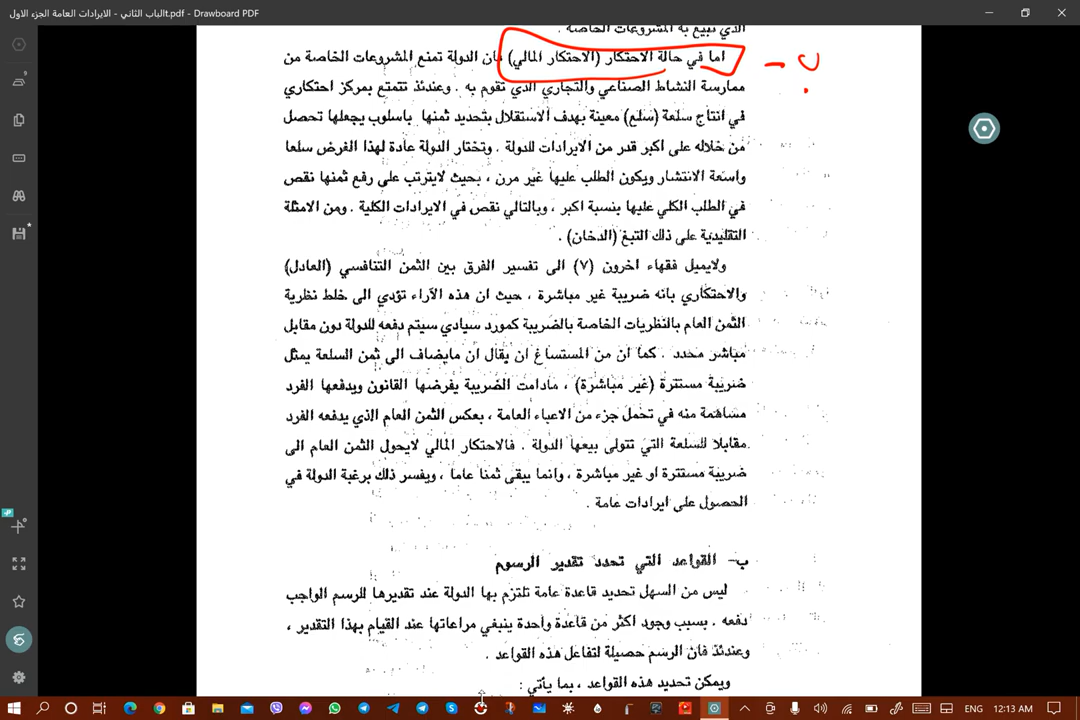 الباب الثاني - الايرادات العامة الجزء الاولt.pdf - Drawboard PDF
الذي تبيع به المشروعات الخاصة .
اما في حالة الاحتكار (الاحتكار المالي) فان الدولة تمنع المشروعات الخاصة من
ممارسة النشاط الصناعي والتجاري الذي تقوم به . وعندئذ تتمتع بمركز احتكاري
في انتاج سلعة (سلع) معينة بهدف الاستقلال بتحديد ثمنها باسلوب يجعلها تحصل
من خلاله على اكبر قدر من الايرادات للدولة . وتختار الدولة عادة لهذا الغرض سلعا
واسعة الانتشار ويكون الطلب عليها غير مرن ، بحيث لايترتب على رفع ثمنها نقص
في الطلب الكلي عليها بنسبة اكبر ، وبالتالي نقص في الايرادات الكلية . ومن الامثلة
التقليدية على ذلك التبغ (الدخان) .
ولايميل فقهاء اخرون (٧) الى تفسير الفرق بين الثمن التنافسي (العادل)
والاحتكاري بانه ضريبة غير مباشرة ، حيث ان هذه الآراء تؤدي الى خلط نظرية
الثمن العام بالنظريات الخاصة بالضريبة كمورد سيادي سيتم دفعه للدولة دون مقابل
مباشر محدد . كما ان من المستساغ ان يقال ان مايضاف الى ثمن السلعة يمثل
ضريبة مستترة (غير مباشرة) ، مادامت الضريبة يفرضها القانون ويدفعها الفرد
مساهمة منه في تحمل جزء من الاعباء العامة ، بعكس الثمن العام الذي يدفعه الفرد
مقابلا للسلعة التي تتولى بيعها الدولة . فالاحتكار المالي لايحول الثمن العام الى
ضريبة مستترة او غير مباشرة ، وانما يبقى ثمنا عاما ، ويفسر ذلك برغبة الدولة في
الحصول على ايرادات عامة .
ب- القواعد التي تحدد تقدير الرسوم
ليس من السهل تحديد قاعدة عامة تلتزم بها الدولة عند تقديرها للرسم الواجب
دفعه . بسبب وجود اكثر من قاعدة واحدة ينبغي مراعاتها عند القيام بهذا التقدير ،
وعندئذ فان الرسم حصيلة لتفاعل هذه القواعد .
ويمكن تحديد هذه القواعد ، بما يأتي :
ENG 12:13 AM